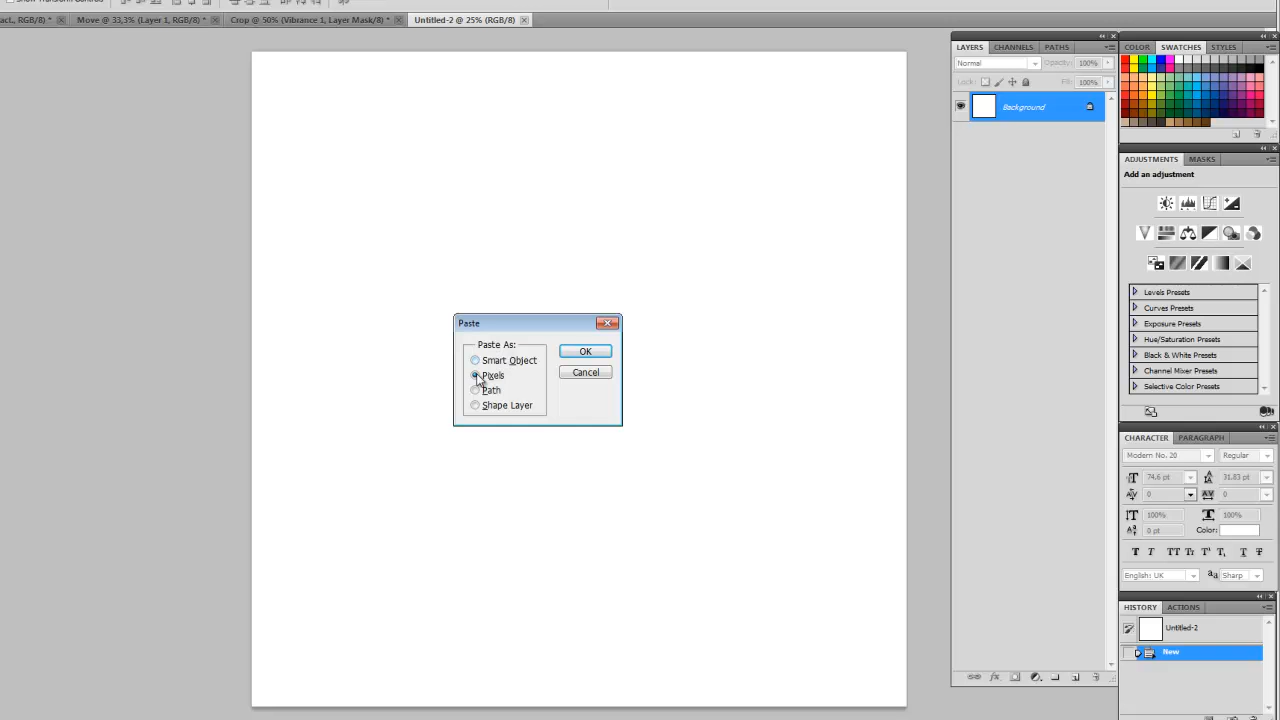 act., RGB/8) *
Move @ 33,3% (Layer 1, RGB/8) *
Crop @ 50% (Vibrance 1, Layer Mask/8) *
Untitled-2 @ 25% (RGB/8)
LAYERS CHANNELS PATHS
Normal Opacity: 100%
Lock: Fill: 100%
Background
COLOR SWATCHES STYLES
ADJUSTMENTS MASKS
Add an adjustment
Levels Presets
Curves Presets
Exposure Presets
Hue/Saturation Presets
Black & White Presets
Channel Mixer Presets
Selective Color Presets
CHARACTER PARAGRAPH
Modern No. 20 Regular
74.6 pt 31.83 pt
0 0
100% 100%
0 pt Color:
T T TT Tr T¹ T, T T
English: UK aa Sharp
HISTORY ACTIONS
Untitled-2
New
Paste
Paste As:
Smart Object
Pixels
Path
Shape Layer
OK
Cancel